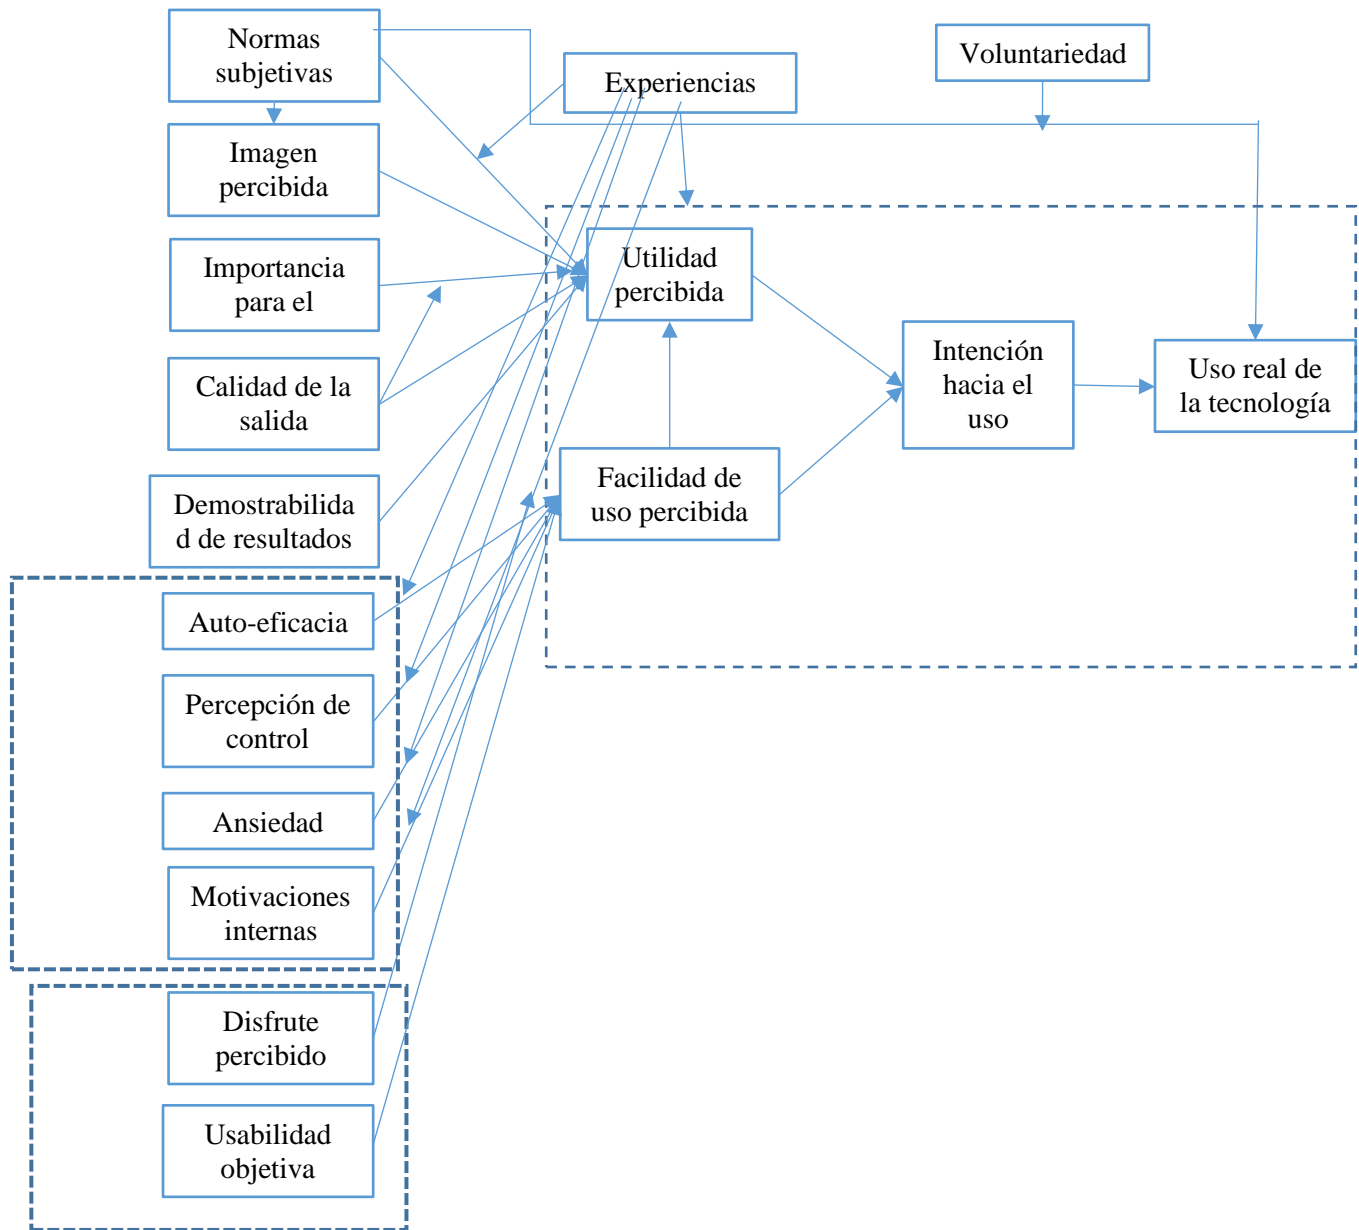 Normas
subjetivas
Experiencias
Voluntariedad
Imagen
percibida
Importancia
para el
Utilidad
percibida
Calidad de la
salida
Intención
hacia el
uso
Uso real de
la tecnología
Demostrabilida
d de resultados
Facilidad de
uso percibida
Auto-eficacia
Percepción de
control
Ansiedad
Motivaciones
internas
Disfrute
percibido
Usabilidad
objetiva